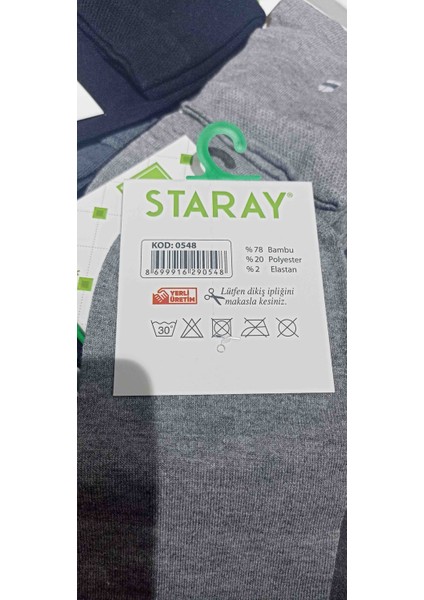 STARAY®
KOD: 0548
8 699916 290548
%78 Bambu
%20 Polyester
%2 Elastan
YERLİ
ÜRETİM
Lütfen dikiş ipliğini
makasla kesiniz.
30°